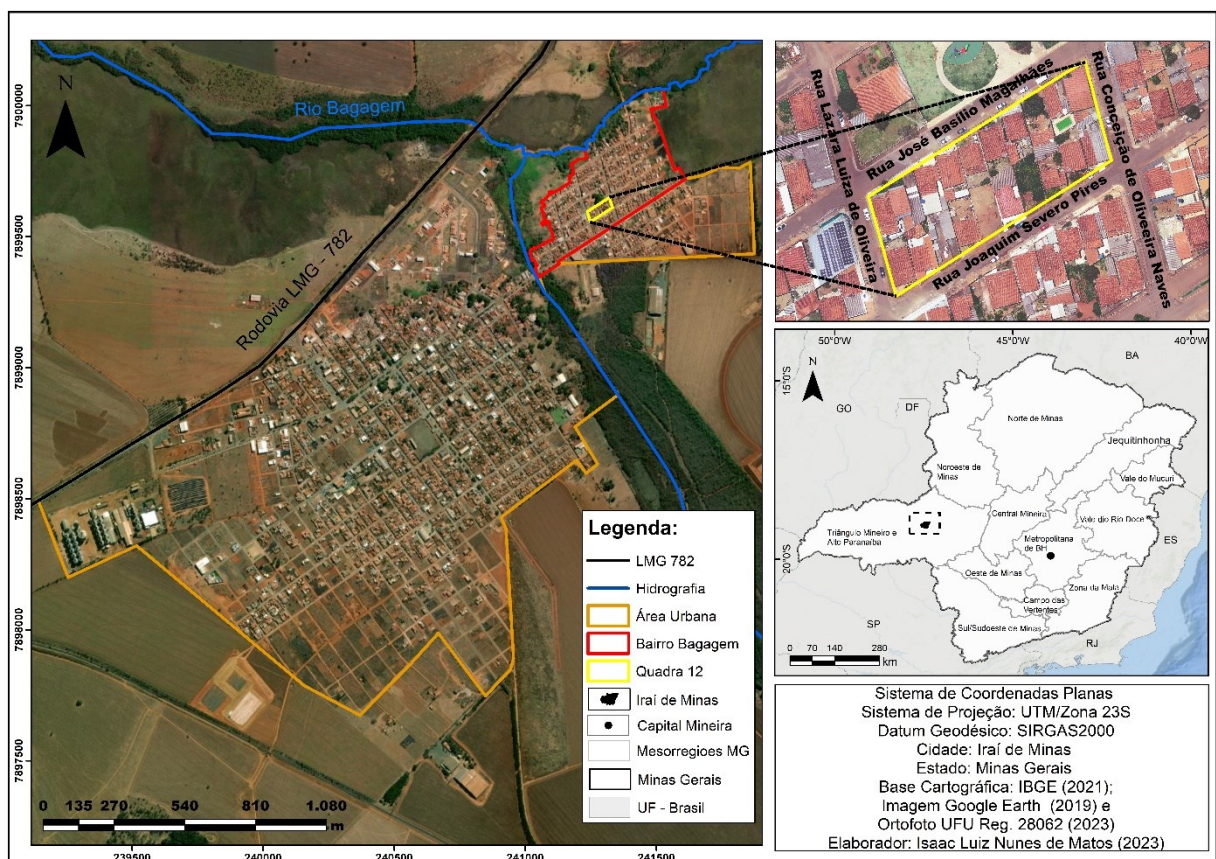 N
Rio Bagagem
Rodovia LMG - 782
7900000
7899500
7899000
7898500
7898000
7897500
239500
240000
240500
241000
241500
0 135 270 540 810 1.080
m
Legenda:
LMG 782
Hidrografia
Área Urbana
Bairro Bagagem
Quadra 12
Iraí de Minas
Capital Mineira
Mesorregioes MG
Minas Gerais
UF - Brasil
Rua Lázara Luiza de Oliveira
Rua José Basílio Magalhães
Rua Conceição de Oliveeira Naves
Rua Joaquim Severo Pires
50°0'W
45°0'W
40°0'W
15°0'S
20°0'S
N
BA
GO
DF
ES
SP
RJ
Norte de Minas
Jequitinhonha
Noroeste de
Minas
Vale do Mucuri
Central Mineira
Vale dio Rio Doce
Triângulo Mineiro e
Alto Paranaíba
Metropolitana
de BH
Oeste de Minas
Zona da Mata
Campo das
Vertentes
Sul/Sudoeste de Minas
0 70 140 210 280
km
Sistema de Coordenadas Planas
Sistema de Projeção: UTM/Zona 23S
Datum Geodésico: SIRGAS2000
Cidade: Iraí de Minas
Estado: Minas Gerais
Base Cartográfica: IBGE (2021);
Imagem Google Earth (2019) e
Ortofoto UFU Reg. 28062 (2023)
Elaborador: Isaac Luiz Nunes de Matos (2023)